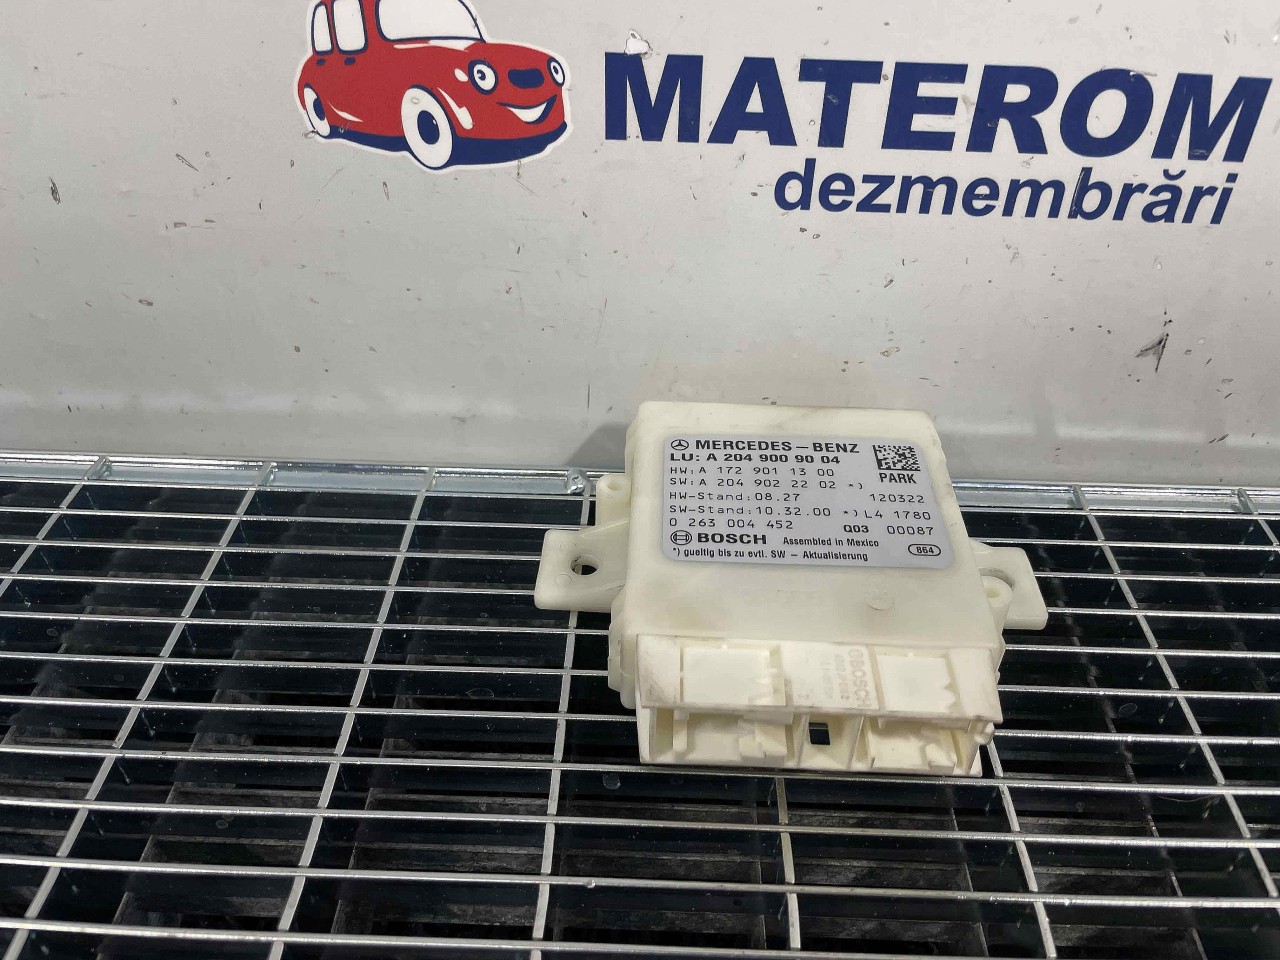 MATEROM
dezmembrări
MERCEDES-BENZ
LU: A 204 900 90 04
HW: A 172 901 13 00
SW: A 204 902 22 02 *)
PARK
HW-Stand: 08.27 120322
SW-Stand: 10.32.00 *) L4 1780
0 263 004 452 Q03 00087
BOSCH Assembled in Mexico
*) gueltig bis zu evtl. SW - Aktualisierung 864
BOSCH